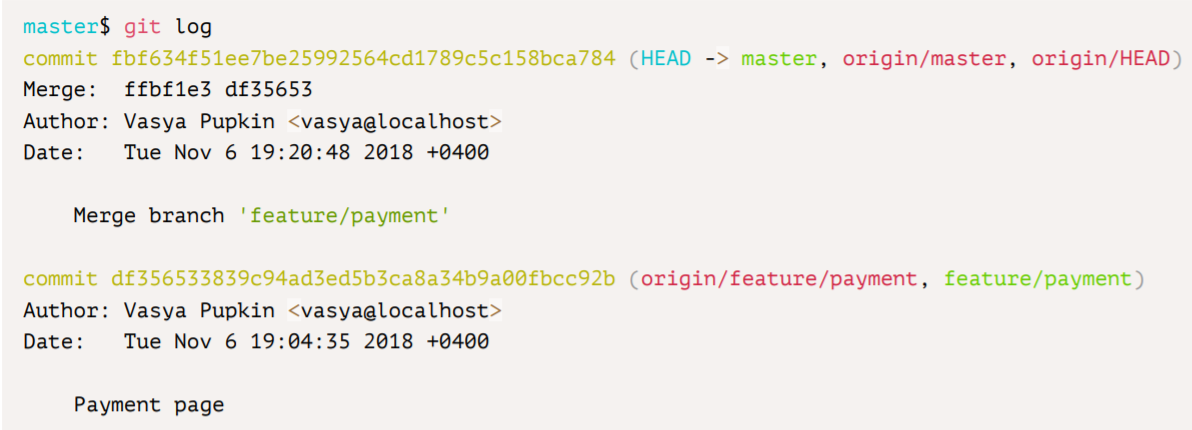 master$ git log
commit fbf634f51ee7be25992564cd1789c5c158bca784 (HEAD -> master, origin/master, origin/HEAD)
Merge:  ffbf1e3 df35653
Author: Vasya Pupkin <vasya@localhost>
Date:   Tue Nov 6 19:20:48 2018 +0400
    Merge branch 'feature/payment'
commit df356533839c94ad3ed5b3ca8a34b9a00fbcc92b (origin/feature/payment, feature/payment)
Author: Vasya Pupkin <vasya@localhost>
Date:   Tue Nov 6 19:04:35 2018 +0400
    Payment page